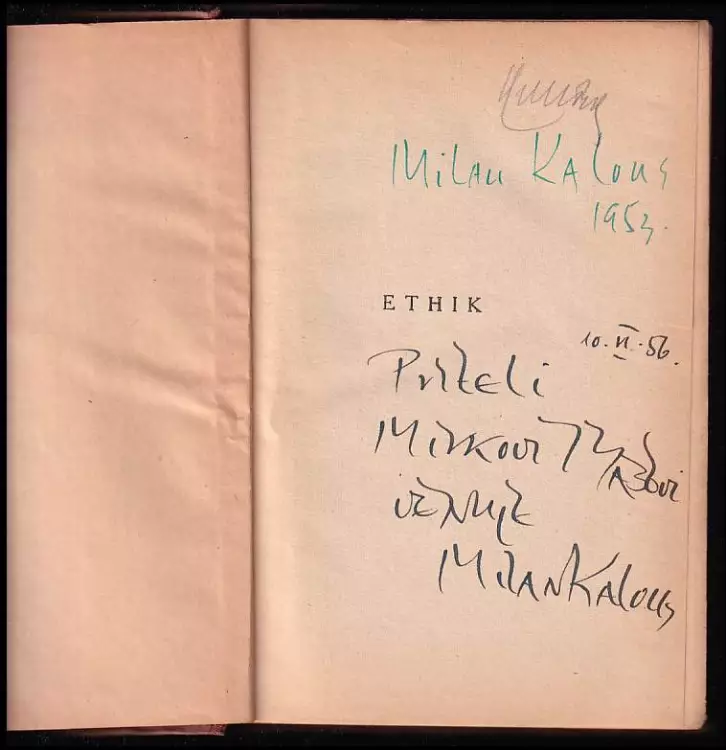 Milan Kalous
1953.
ETHIK
10. VI. 56.
Příteli
Mirkovi
věnuje
Milan Kalous